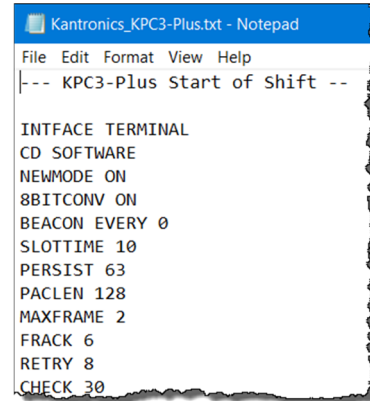 Kantronics_KPC3-Plus.txt - Notepad
File Edit Format View Help
--- KPC3-Plus Start of Shift --
INTFACE TERMINAL
CD SOFTWARE
NEWMODE ON
8BITCONV ON
BEACON EVERY 0
SLOTTIME 10
PERSIST 63
PACLEN 128
MAXFRAME 2
FRACK 6
RETRY 8
CHECK 30